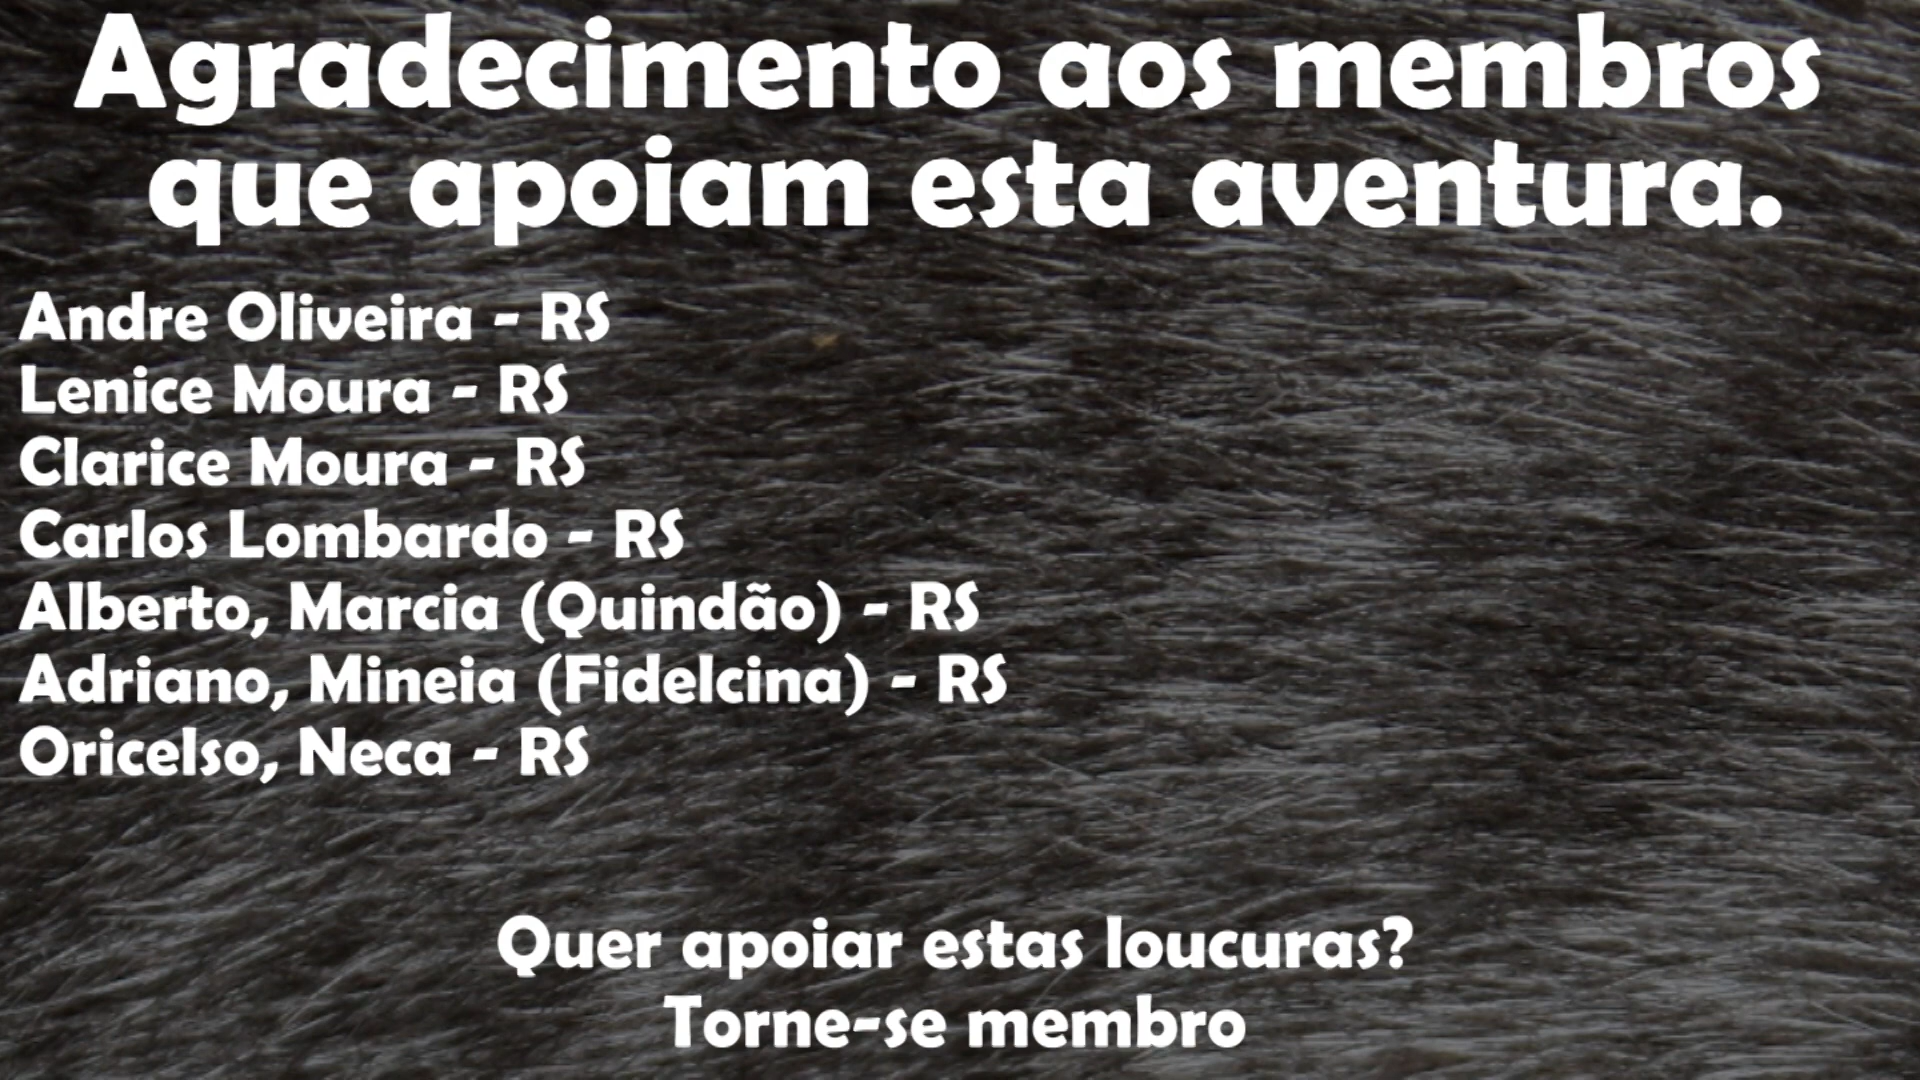 Agradecimento aos membros
que apoiam esta aventura.
Andre Oliveira - RS
Lenice Moura - RS
Clarice Moura - RS
Carlos Lombardo - RS
Alberto, Marcia (Quindão) - RS
Adriano, Mineia (Fidelcina) - RS
Oricelso, Neca - RS
Quer apoiar estas loucuras?
Torne-se membro